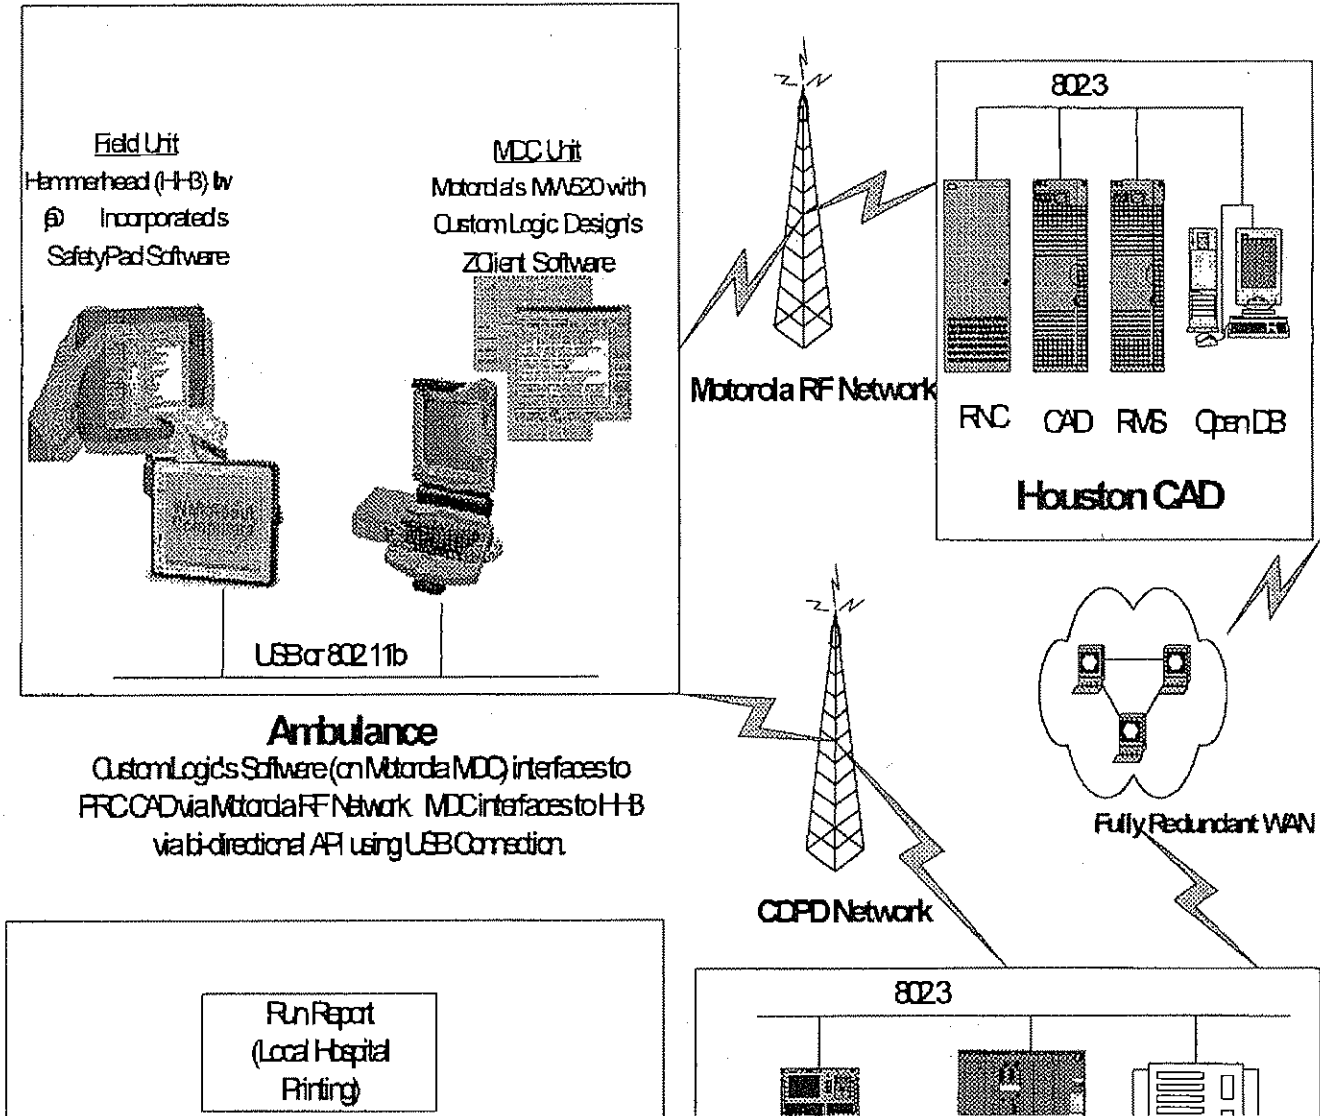 Field Unit
Hammerhead (HH3) by
Incorporated's
SafetyPad Software
MDC Unit
Motorola's MW520 with
Custom Logic Design's
ZClient Software
USB or 802.11b
Ambulance
CustomLogic's Software (on Motorola MDC) interfaces to
FRC CAD via Motorola RF Network MDC interfaces to HH3
via bi-directional API using USB Connection.
Motorola RF Network
802.3
RNC CAD RMS Open DB
Houston CAD
Fully Redundant WAN
CDPD Network
Run Report
(Local Hospital
Printing)
802.3